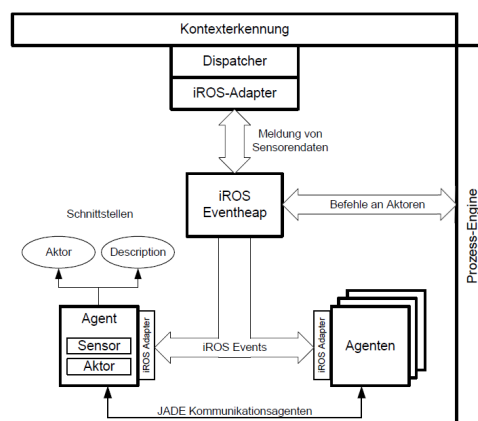 Kontexterkennung
Dispatcher
iROS-Adapter
Meldung von
Sensorendaten
iROS
Eventheap
Befehle an Aktoren
Prozess-Engine
Schnittstellen
Aktor
Description
Agent
Sensor
Aktor
iROS Adapter
iROS Events
iROS Adapter
Agenten
JADE Kommunikationsagenten